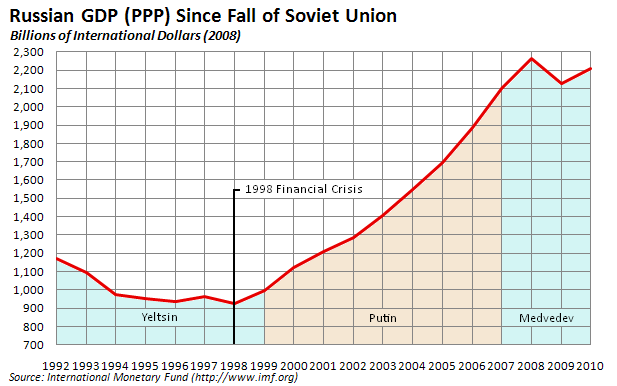 Russian GDP (PPP) Since Fall of Soviet Union
Billions of International Dollars (2008)
2,300
2,200
2,100
2,000
1,900
1,800
1,700
1,600
1,500
1,400
1,300
1,200
1,100
1,000
900
800
700
1998 Financial Crisis
Yeltsin Putin Medvedev
1992 1993 1994 1995 1996 1997 1998 1999 2000 2001 2002 2003 2004 2005 2006 2007 2008 2009 2010
Source: International Monetary Fund (http://www.imf.org)